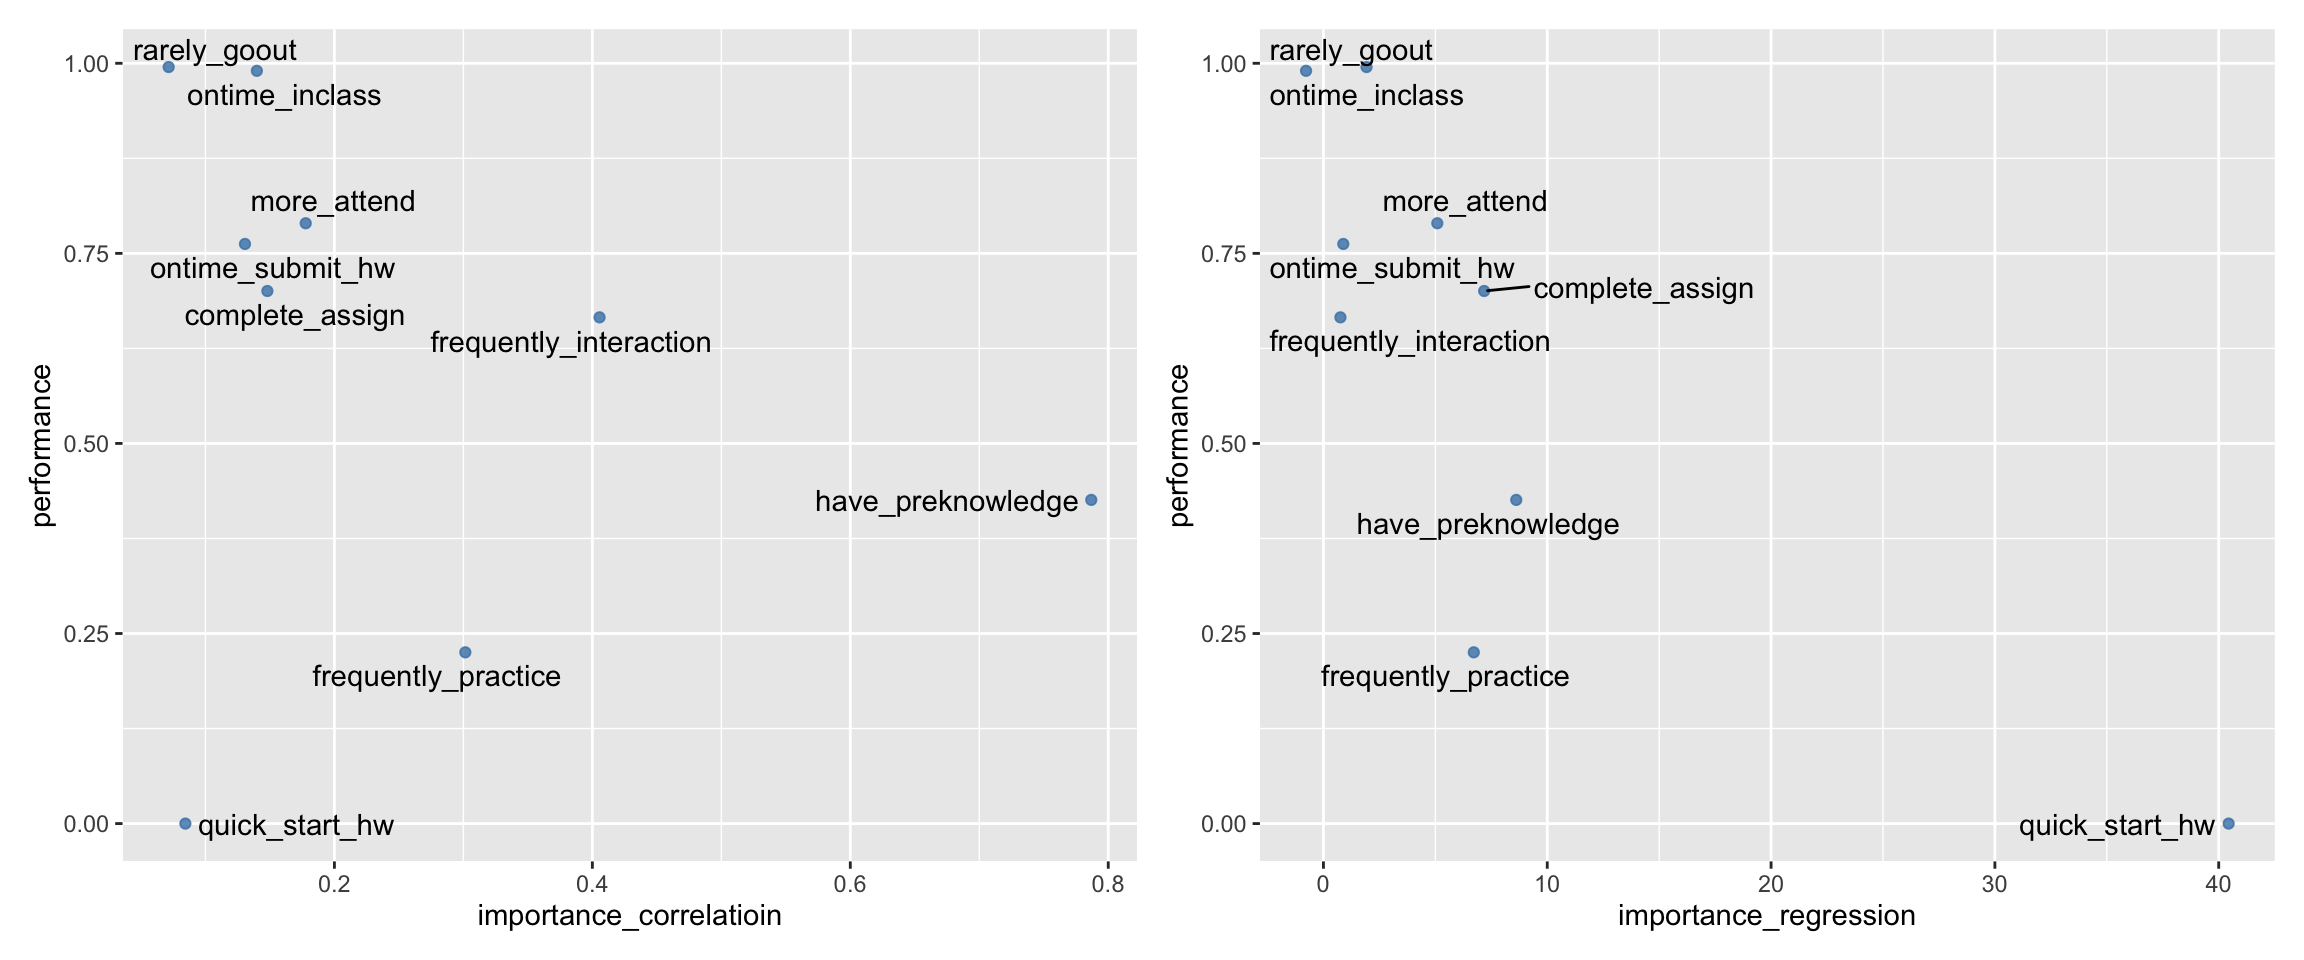 rarely_goout
1.00
ontime_inclass
more_attend
0.75
ontime_submit_hw
complete_assign
frequently_interaction
performance
0.50
have_preknowledge
0.25
frequently_practice
0.00
quick_start_hw
0.2 0.4 0.6 0.8
importance_correlatioin
rarely_goout
1.00
ontime_inclass
more_attend
0.75
ontime_submit_hw
complete_assign
frequently_interaction
performance
0.50
have_preknowledge
0.25
frequently_practice
0.00
quick_start_hw
0 10 20 30 40
importance_regression